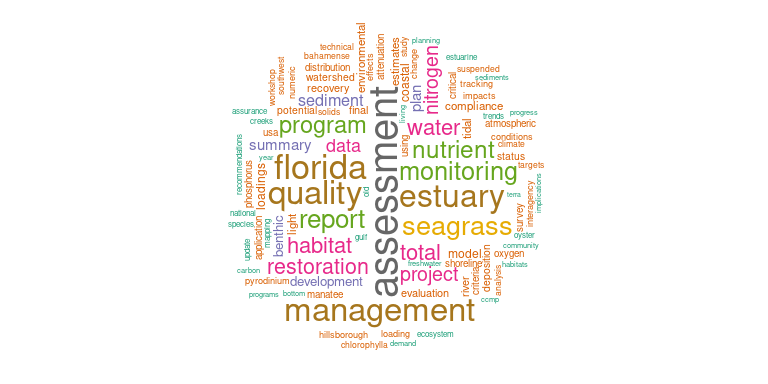 planning
technical
environmental
attenuation
estimates
study
bahamense
effects
change
estuarine
distribution
coastal
nitrogen
critical
suspended
workshop
southwest
numeric
watershed
sediments
recovery
plan
tracking
sediment
impacts
assurance
potential
solids
final
compliance
creeks
living
trends
progress
program
water
tidal
atmospheric
usa
conditions
summary
data
using
nutrient
climate
recommendations
year
status
phosphorus
loadings
florida
assessment
monitoring
targets
quality
old
estuary
terra
interagency
implications
national
species
report
seagrass
survey
oyster
application
mapping
light
benthic
habitat
gulf
total
community
update
model
oxygen
carbon
restoration
freshwater
shoreline
habitats
project
criteria
deposition
analysis
river
pyrodinium
development
programs
bottom
manatee
evaluation
ccmp
management
hillsborough
loading
ecosystem
chlorophylla
demand